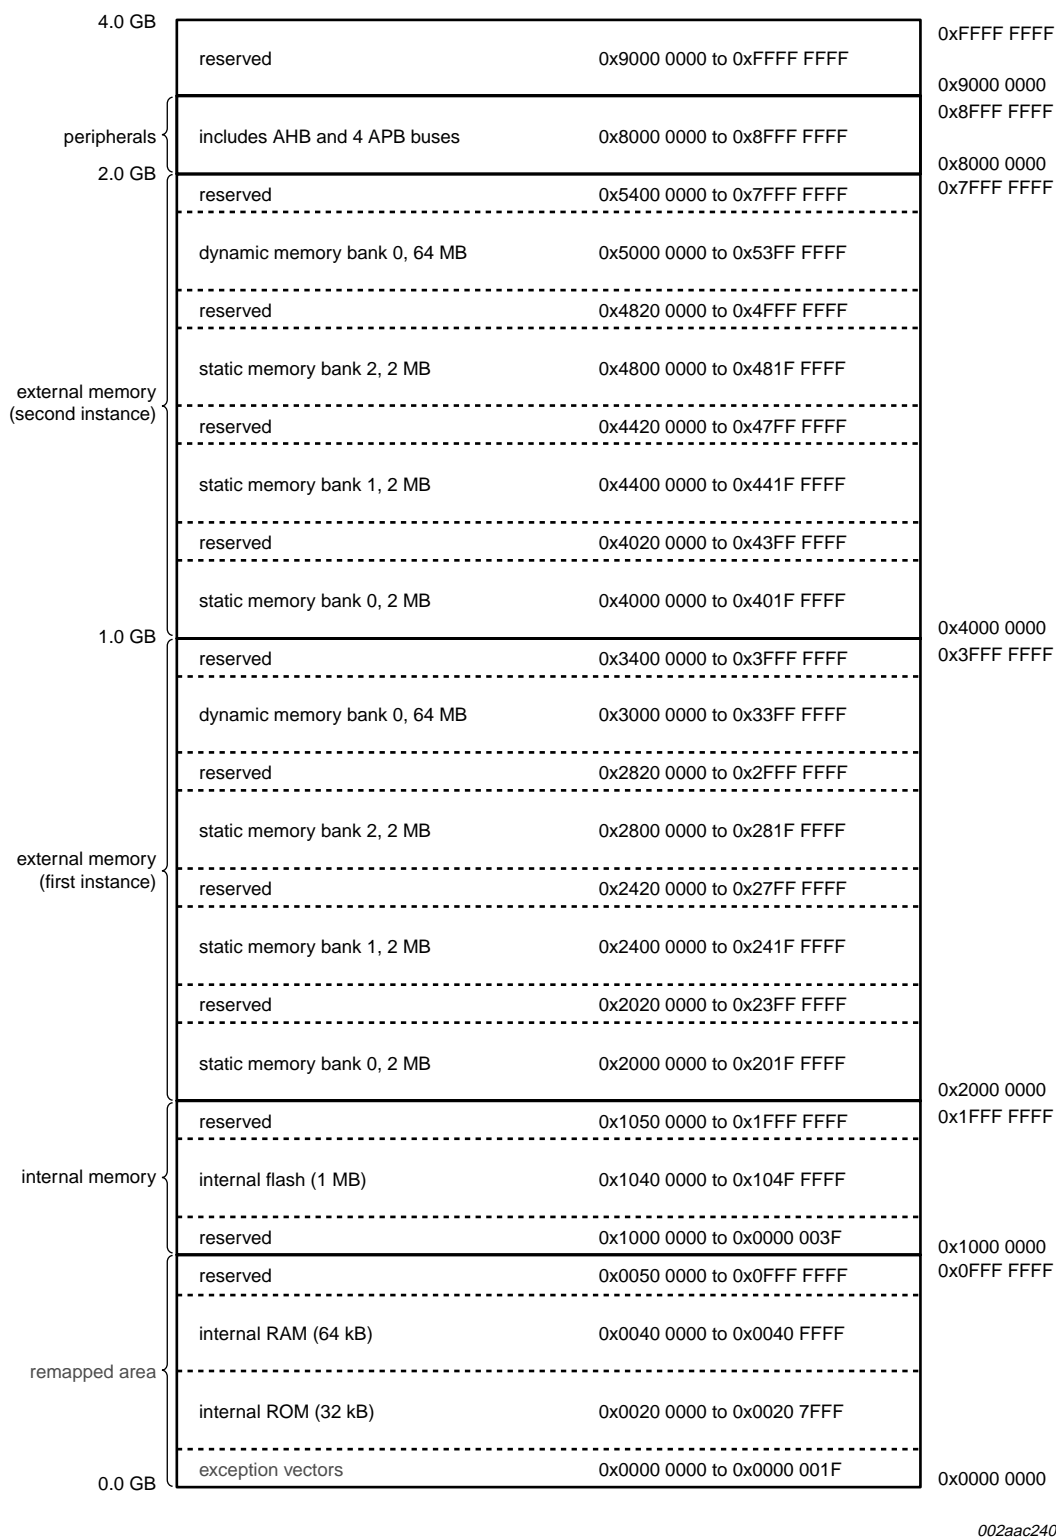 4.0 GB
0xFFFF FFFF
reserved 0x9000 0000 to 0xFFFF FFFF
0x9000 0000
0x8FFF FFFF
peripherals includes AHB and 4 APB buses 0x8000 0000 to 0x8FFF FFFF
0x8000 0000
2.0 GB
0x7FFF FFFF
reserved 0x5400 0000 to 0x7FFF FFFF
dynamic memory bank 0, 64 MB 0x5000 0000 to 0x53FF FFFF
reserved 0x4820 0000 to 0x4FFF FFFF
static memory bank 2, 2 MB 0x4800 0000 to 0x481F FFFF
external memory
(second instance)
reserved 0x4420 0000 to 0x47FF FFFF
static memory bank 1, 2 MB 0x4400 0000 to 0x441F FFFF
reserved 0x4020 0000 to 0x43FF FFFF
static memory bank 0, 2 MB 0x4000 0000 to 0x401F FFFF
0x4000 0000
1.0 GB
0x3FFF FFFF
reserved 0x3400 0000 to 0x3FFF FFFF
dynamic memory bank 0, 64 MB 0x3000 0000 to 0x33FF FFFF
reserved 0x2820 0000 to 0x2FFF FFFF
static memory bank 2, 2 MB 0x2800 0000 to 0x281F FFFF
external memory
(first instance)
reserved 0x2420 0000 to 0x27FF FFFF
static memory bank 1, 2 MB 0x2400 0000 to 0x241F FFFF
reserved 0x2020 0000 to 0x23FF FFFF
static memory bank 0, 2 MB 0x2000 0000 to 0x201F FFFF
0x2000 0000
0x1FFF FFFF
reserved 0x1050 0000 to 0x1FFF FFFF
internal memory internal flash (1 MB) 0x1040 0000 to 0x104F FFFF
reserved 0x1000 0000 to 0x0000 003F
0x1000 0000
0x0FFF FFFF
reserved 0x0050 0000 to 0x0FFF FFFF
internal RAM (64 kB) 0x0040 0000 to 0x0040 FFFF
remapped area
internal ROM (32 kB) 0x0020 0000 to 0x0020 7FFF
exception vectors 0x0000 0000 to 0x0000 001F
0.0 GB
0x0000 0000
002aac240